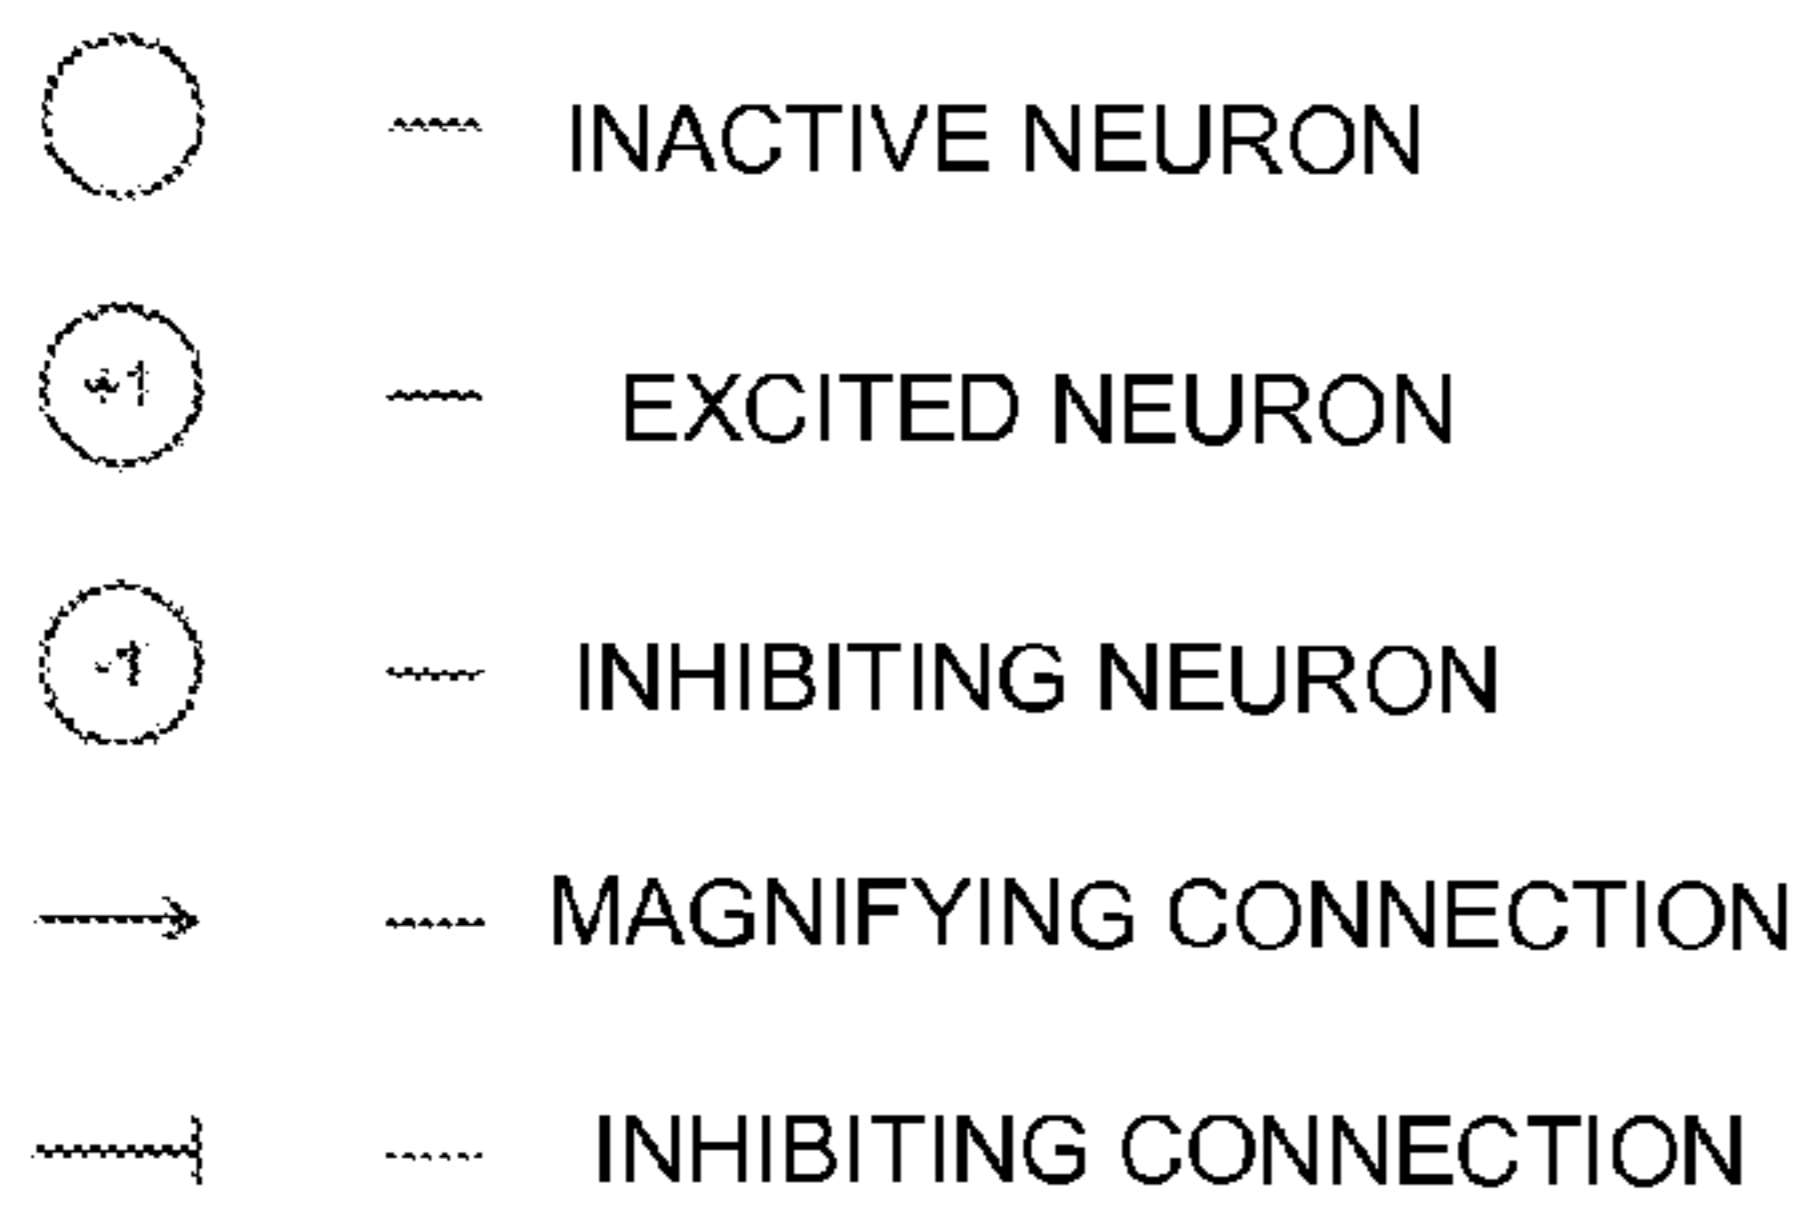 INACTIVE NEURON
+1 EXCITED NEURON
-1 INHIBITING NEURON
MAGNIFYING CONNECTION
INHIBITING CONNECTION